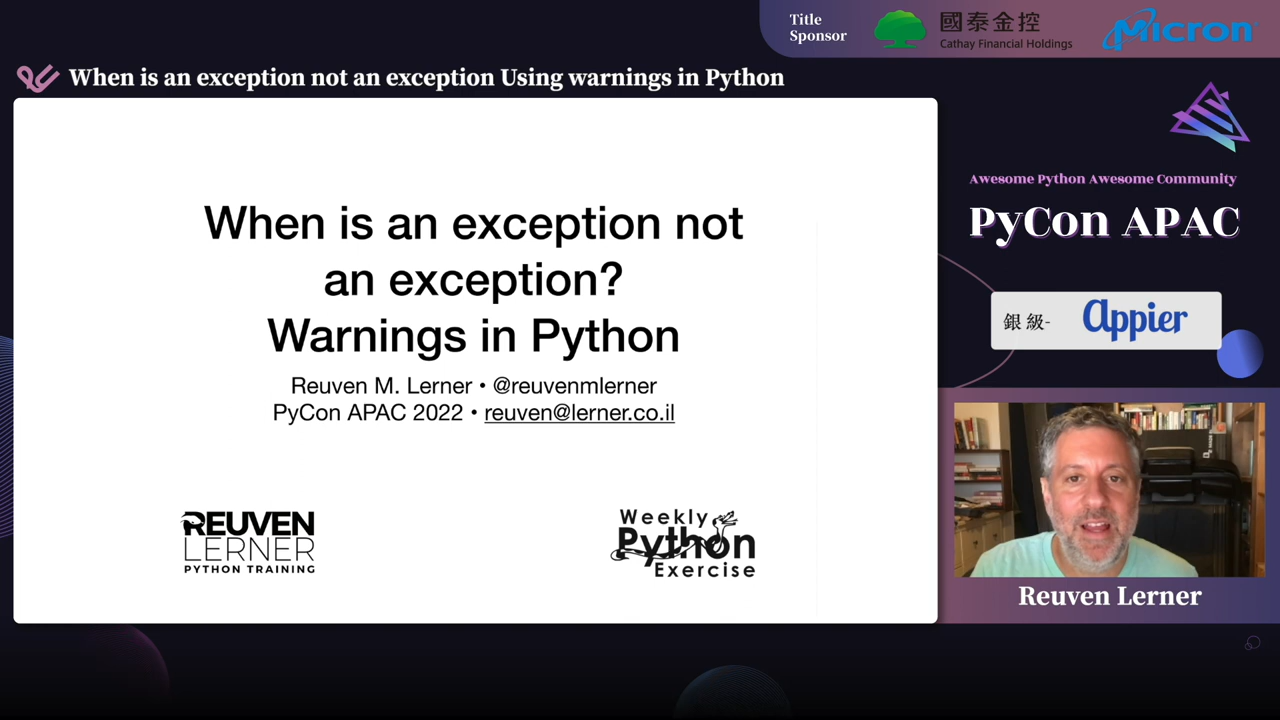 Title
Sponsor
國泰金控
Cathay Financial Holdings
Micron
When is an exception not an exception Using warnings in Python
When is an exception not
an exception?
Warnings in Python
Reuven M. Lerner • @reuvenmlerner
PyCon APAC 2022 • reuven@lerner.co.il
REUVEN
LERNER
PYTHON TRAINING
Weekly
Python
Exercise
Awesome Python Awesome Community
PyCon APAC
銀級-
appier
Reuven Lerner